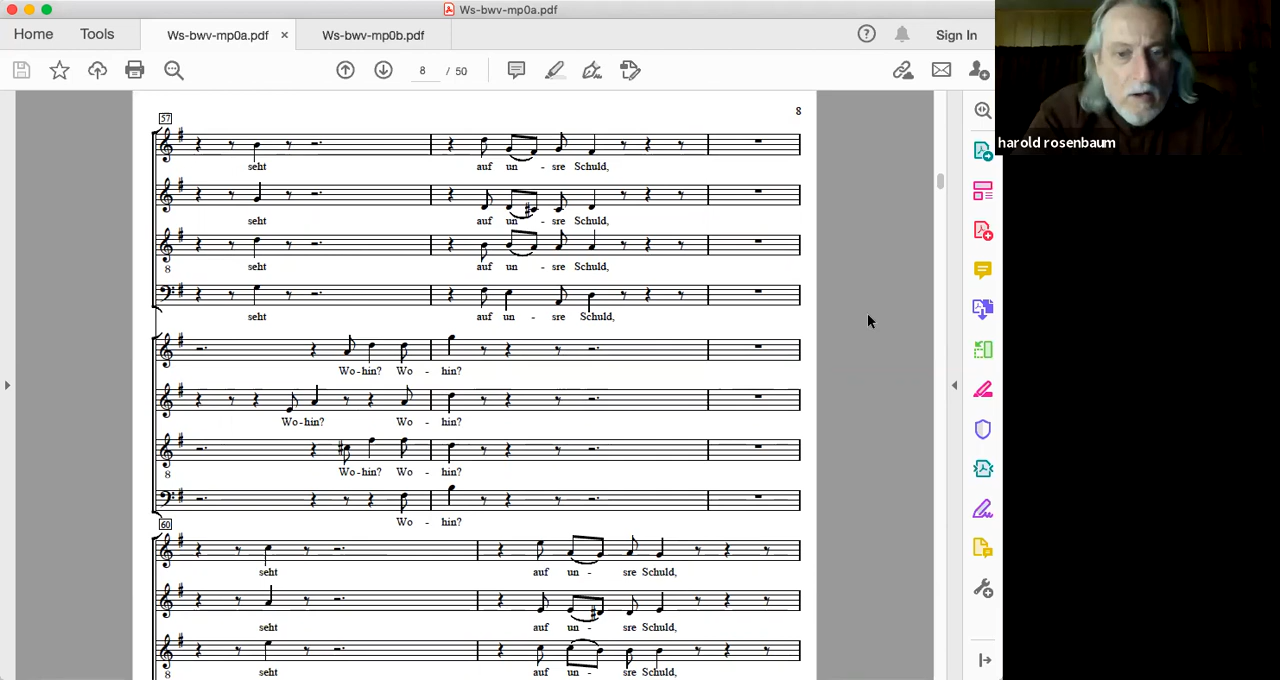 Ws-bwv-mp0a.pdf
Home Tools Ws-bwv-mp0a.pdf × Ws-bwv-mp0b.pdf Sign In
8 / 50
8
57
seht auf un - sre Schuld,
seht auf un - sre Schuld,
seht auf un - sre Schuld,
8
seht auf un - sre Schuld,
Wo-hin? Wo - hin?
Wo-hin? Wo - hin?
Wo-hin? Wo - hin?
8
Wo - hin?
60
seht auf un - sre Schuld,
seht auf un - sre Schuld,
seht auf un - sre Schuld,
8
harold rosenbaum